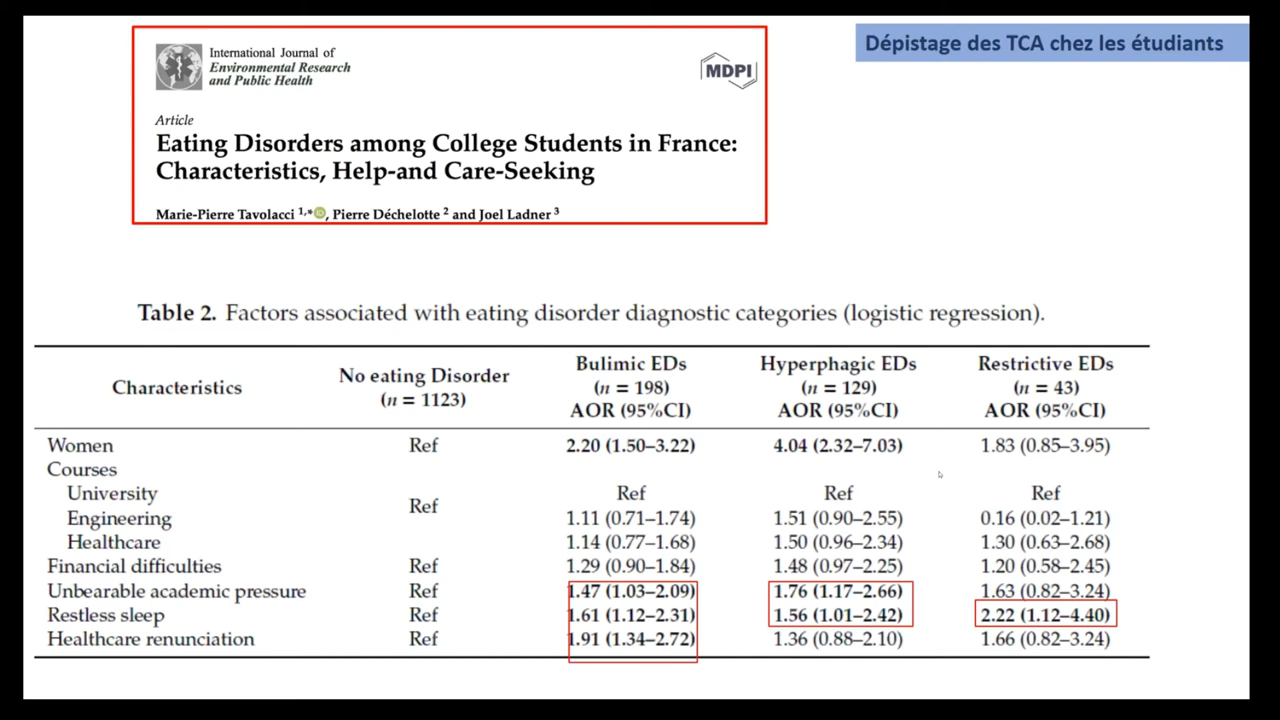 Dépistage des TCA chez les étudiants
International Journal of
Environmental Research
and Public Health
MDPI
Article
Eating Disorders among College Students in France:
Characteristics, Help-and Care-Seeking
Marie-Pierre Tavolacci 1,* iD, Pierre Déchelotte 2 and Joel Ladner 3
Table 2. Factors associated with eating disorder diagnostic categories (logistic regression).
Characteristics No eating Disorder (n = 1123) Bulimic EDs (n = 198) AOR (95%CI) Hyperphagic EDs (n = 129) AOR (95%CI) Restrictive EDs (n = 43) AOR (95%CI)
Women Ref 2.20 (1.50–3.22) 4.04 (2.32–7.03) 1.83 (0.85–3.95)
Courses
University Ref Ref Ref Ref
Engineering 1.11 (0.71–1.74) 1.51 (0.90–2.55) 0.16 (0.02–1.21)
Healthcare 1.14 (0.77–1.68) 1.50 (0.96–2.34) 1.30 (0.63–2.68)
Financial difficulties Ref 1.29 (0.90–1.84) 1.48 (0.97–2.25) 1.20 (0.58–2.45)
Unbearable academic pressure Ref 1.47 (1.03–2.09) 1.76 (1.17–2.66) 1.63 (0.82–3.24)
Restless sleep Ref 1.61 (1.12–2.31) 1.56 (1.01–2.42) 2.22 (1.12–4.40)
Healthcare renunciation Ref 1.91 (1.34–2.72) 1.36 (0.88–2.10) 1.66 (0.82–3.24)